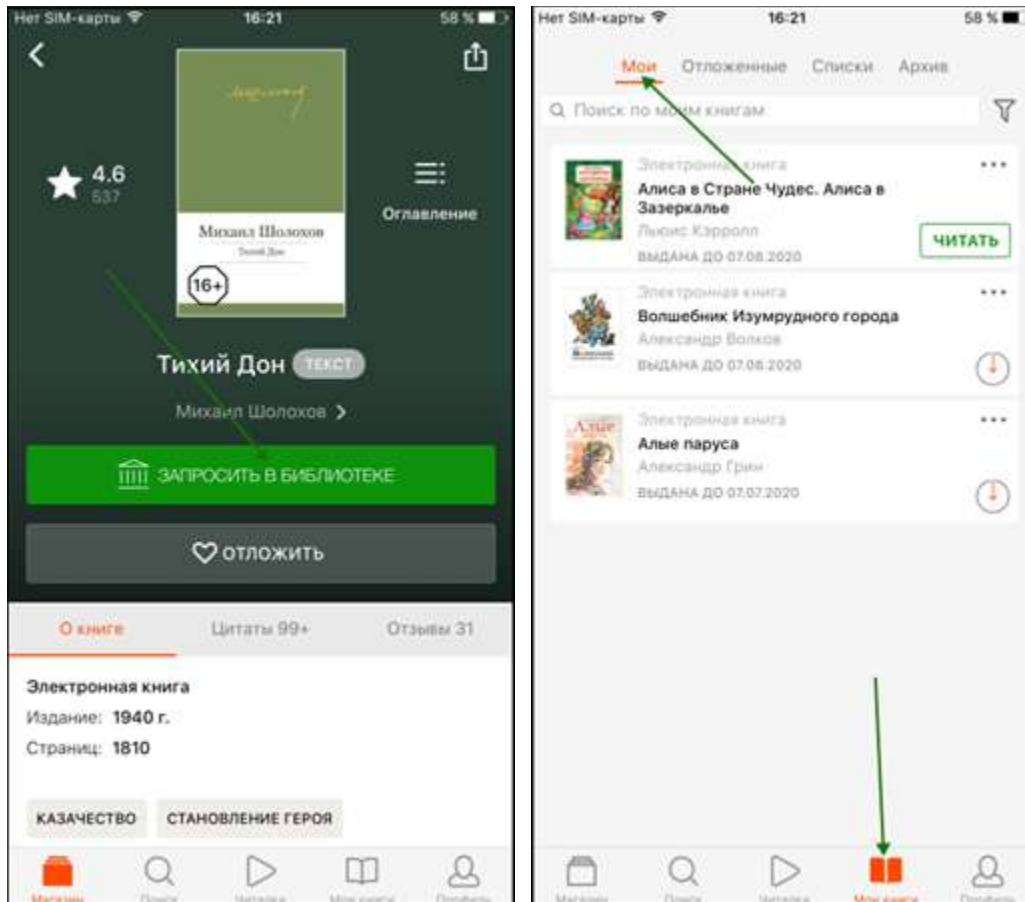 Нет SIM-карты
16:21
58 %
4.6
537
Оглавление
Михаил Шолохов
Тихий Дон
16+
Тихий Дон ТЕКСТ
Михаил Шолохов >
ЗАПРОСИТЬ В БИБЛИОТЕКЕ
ОТЛОЖИТЬ
О книге
Цитаты 99+
Отзывы 31
Электронная книга
Издание: 1940 г.
Страниц: 1810
КАЗАЧЕСТВО
СТАНОВЛЕНИЕ ГЕРОЯ
Магазин
Поиск
Читалка
Мои книги
Профиль
Нет SIM-карты
16:21
58 %
Мои
Отложенные
Списки
Архив
Поиск по моим книгам
Электронная книга
Алиса в Стране Чудес. Алиса в
Зазеркалье
Льюис Кэрролл
ВЫДАНА ДО 07.08.2020
ЧИТАТЬ
Электронная книга
Волшебник Изумрудного города
Александр Волков
ВЫДАНА ДО 07.08.2020
Алые
Электронная книга
Алые паруса
Александр Грин
ВЫДАНА ДО 07.07.2020
Магазин
Поиск
Читалка
Мои книги
Профиль